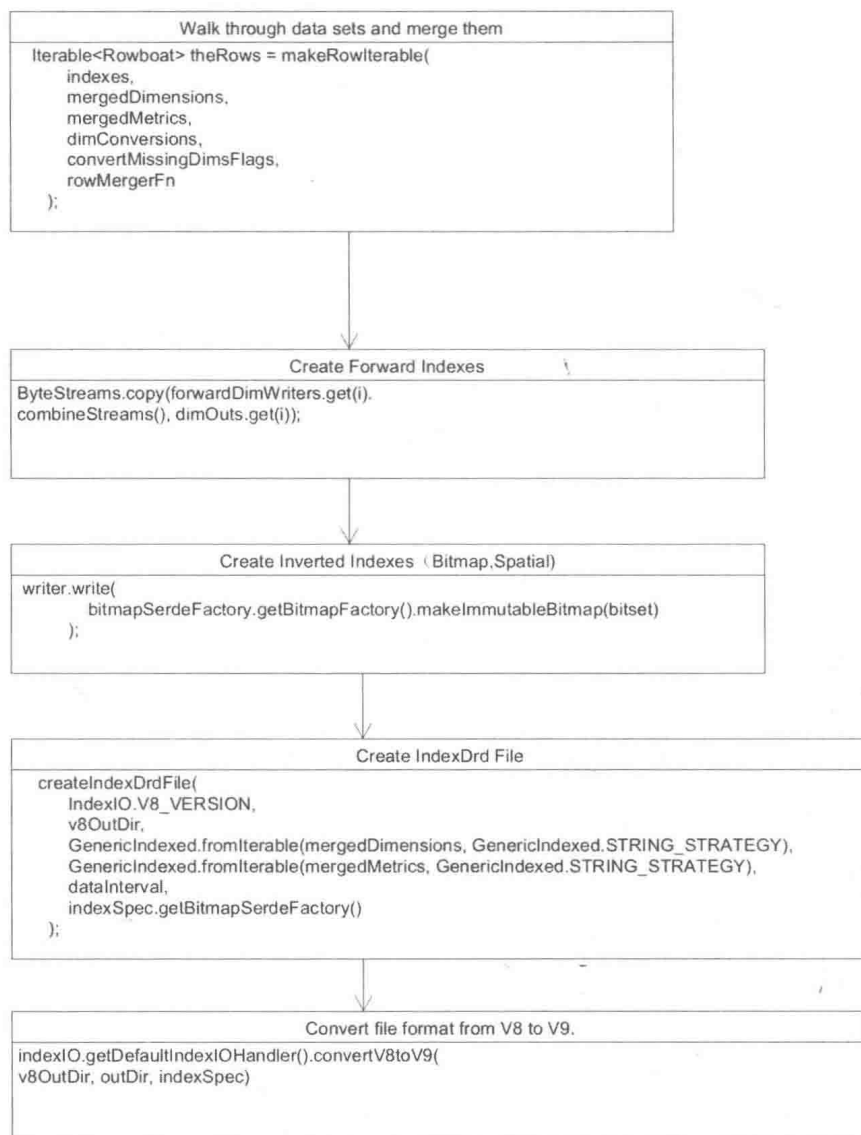 Walk through data sets and merge them
Iterable<Rowboat> theRows = makeRowIterable(
indexes,
mergedDimensions,
mergedMetrics,
dimConversions,
convertMissingDimsFlags,
rowMergerFn
);
Create Forward Indexes
ByteStreams.copy(forwardDimWriters.get(i).
combineStreams(), dimOuts.get(i));
Create Inverted Indexes（Bitmap,Spatial)
writer.write(
bitmapSerdeFactory.getBitmapFactory().makeImmutableBitmap(bitset)
);
Create IndexDrd File
createIndexDrdFile(
IndexIO.V8_VERSION,
v8OutDir,
GenericIndexed.fromIterable(mergedDimensions, GenericIndexed.STRING_STRATEGY),
GenericIndexed.fromIterable(mergedMetrics, GenericIndexed.STRING_STRATEGY),
dataInterval,
indexSpec.getBitmapSerdeFactory()
);
Convert file format from V8 to V9.
indexIO.getDefaultIndexIOHandler().convertV8toV9(
v8OutDir, outDir, indexSpec)